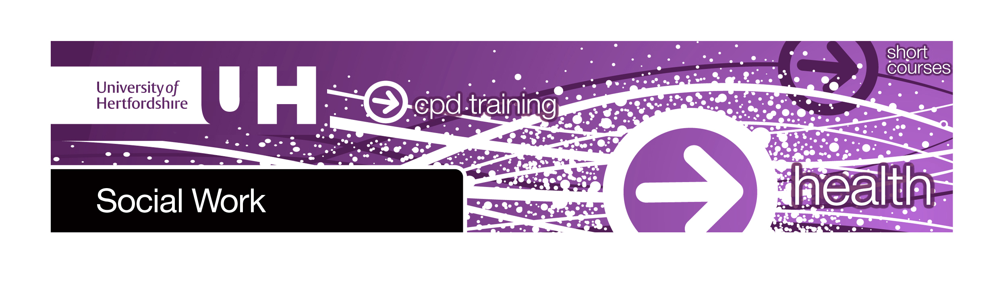 University of
Hertfordshire
UH
cpd training
short
courses
health
Social Work